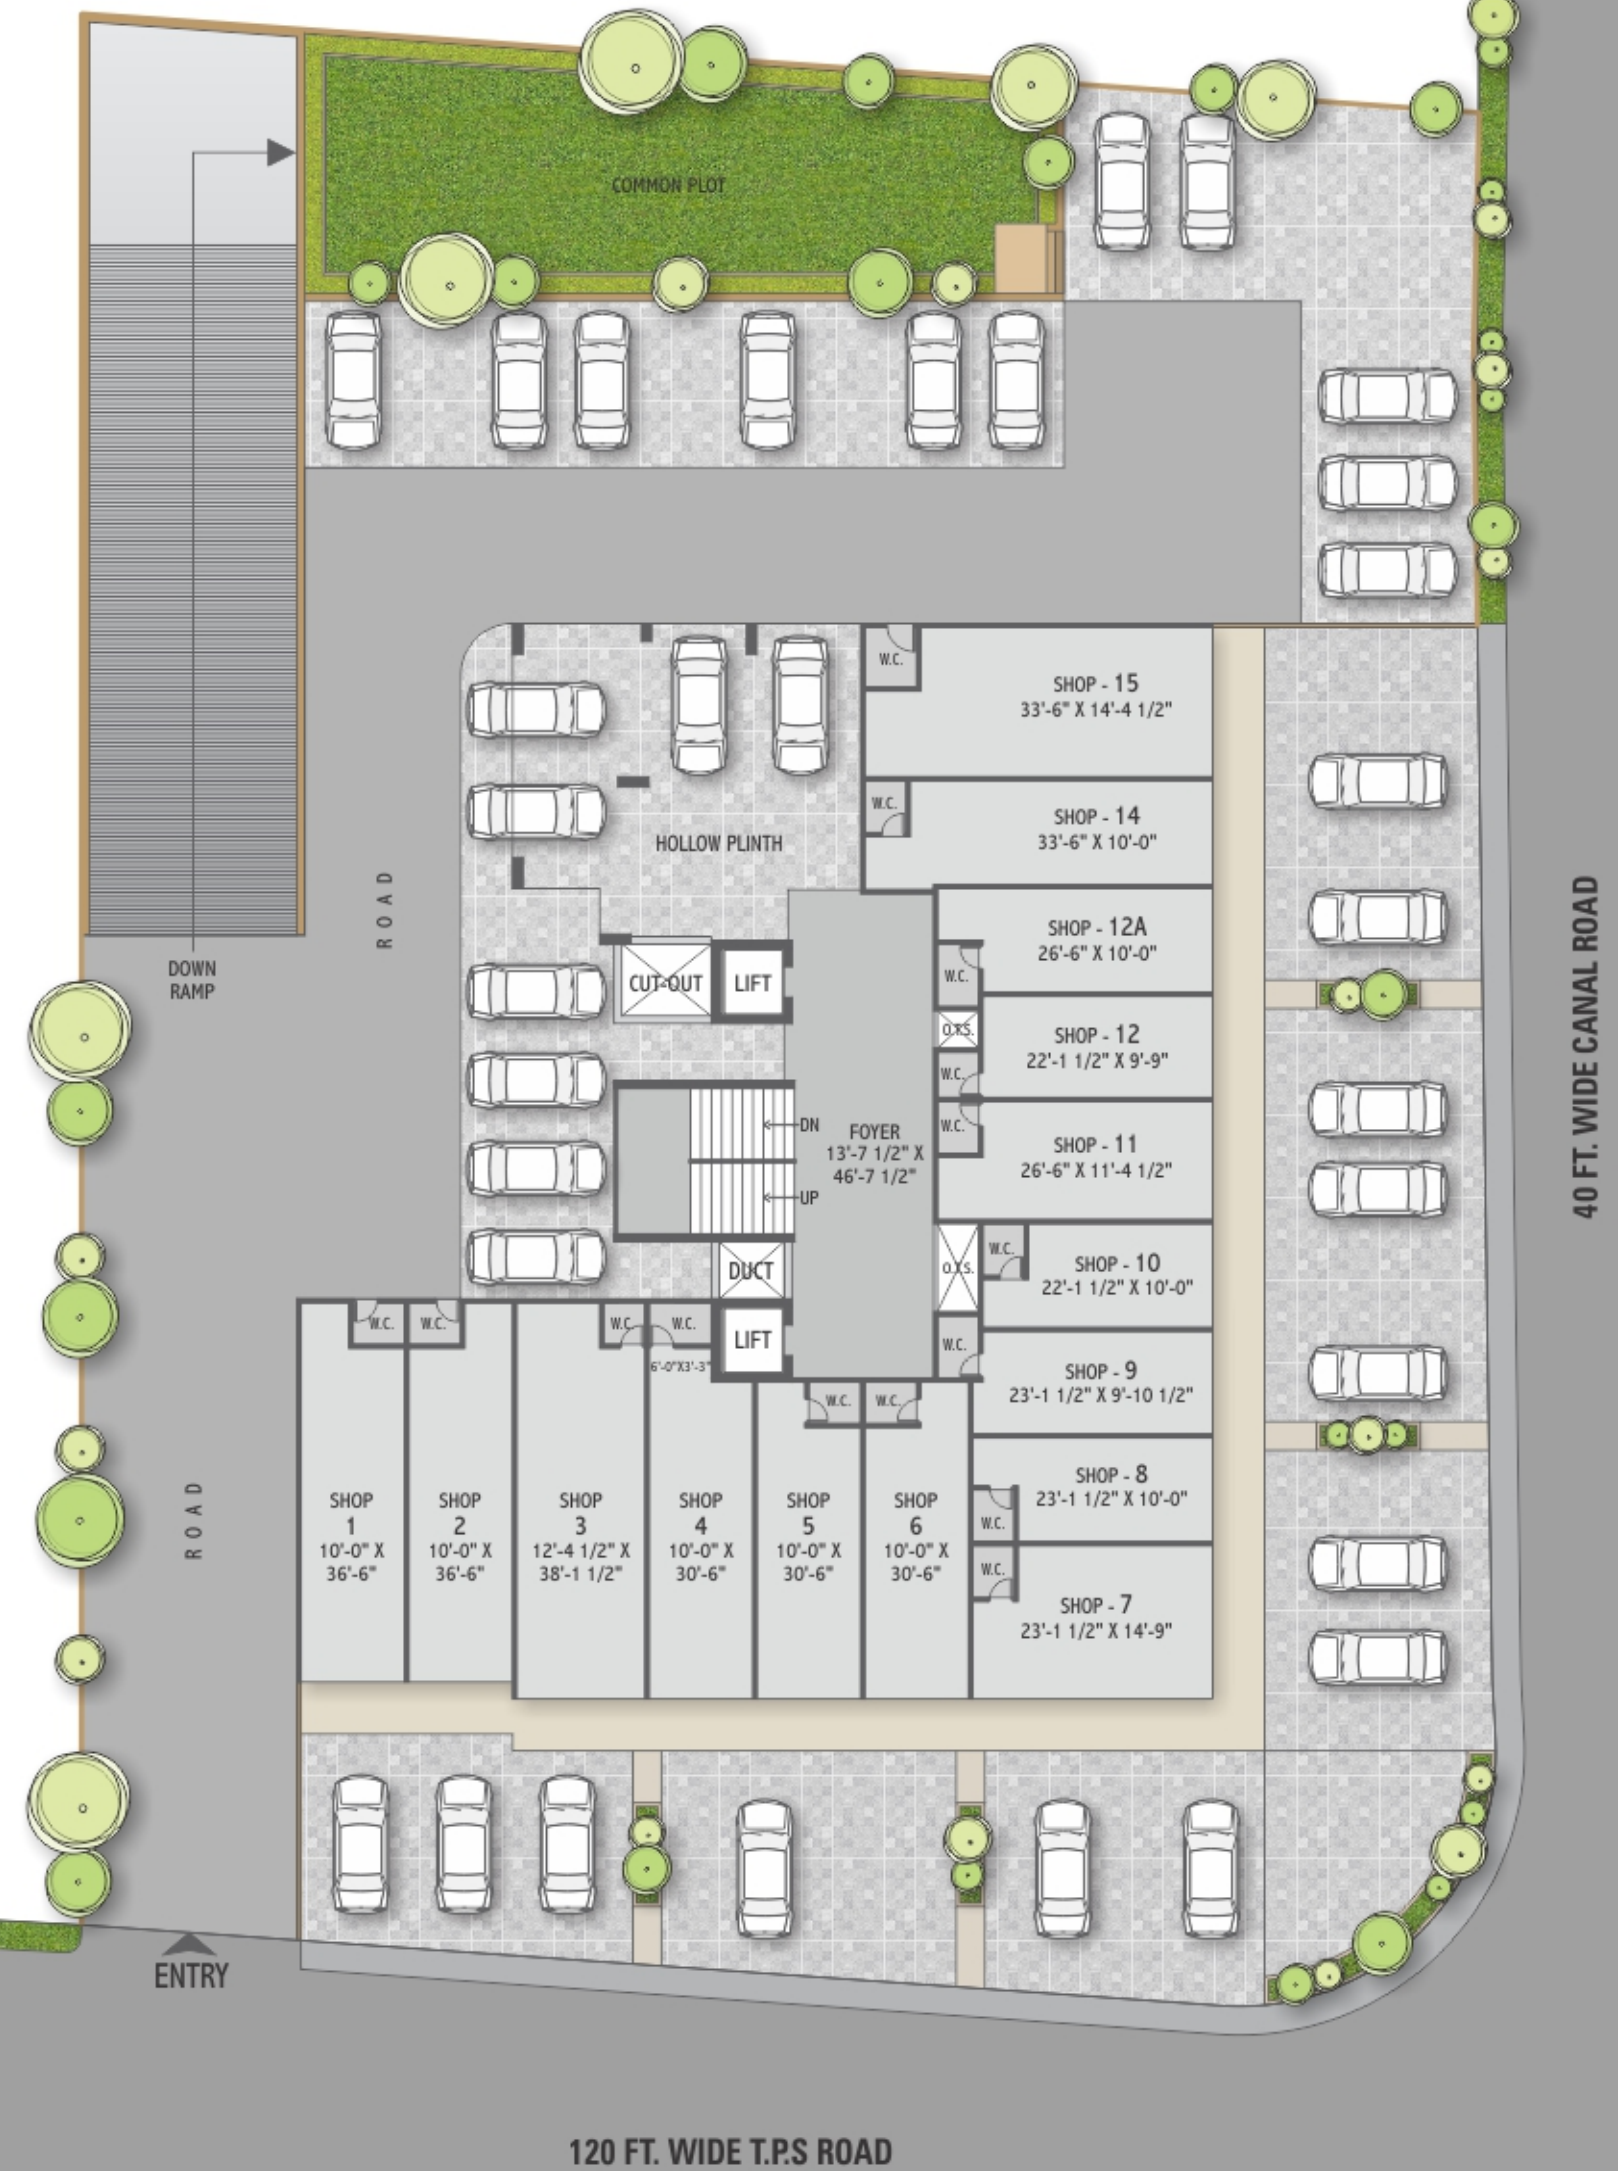 COMMON PLOT
W.C.
SHOP - 15
33'-6" X 14'-4 1/2"
W.C.
SHOP - 14
33'-6" X 10'-0"
HOLLOW PLINTH
ROAD
SHOP - 12A
26'-6" X 10'-0"
W.C.
DOWN
RAMP
CUT-OUT
LIFT
O.T.S.
SHOP - 12
22'-1 1/2" X 9'-9"
W.C.
W.C.
SHOP - 11
26'-6" X 11'-4 1/2"
DN
UP
FOYER
13'-7 1/2" X
46'-7 1/2"
40 FT. WIDE CANAL ROAD
O.T.S.
W.C.
SHOP - 10
22'-1 1/2" X 10'-0"
DUCT
LIFT
W.C.
W.C.
W.C.
W.C.
6'-0"X3'-3"
W.C.
SHOP - 9
23'-1 1/2" X 9'-10 1/2"
W.C.
W.C.
SHOP - 8
23'-1 1/2" X 10'-0"
W.C.
W.C.
SHOP - 7
23'-1 1/2" X 14'-9"
ROAD
SHOP
1
10'-0" X
36'-6"
SHOP
2
10'-0" X
36'-6"
SHOP
3
12'-4 1/2" X
38'-1 1/2"
SHOP
4
10'-0" X
30'-6"
SHOP
5
10'-0" X
30'-6"
SHOP
6
10'-0" X
30'-6"
ENTRY
120 FT. WIDE T.P.S ROAD